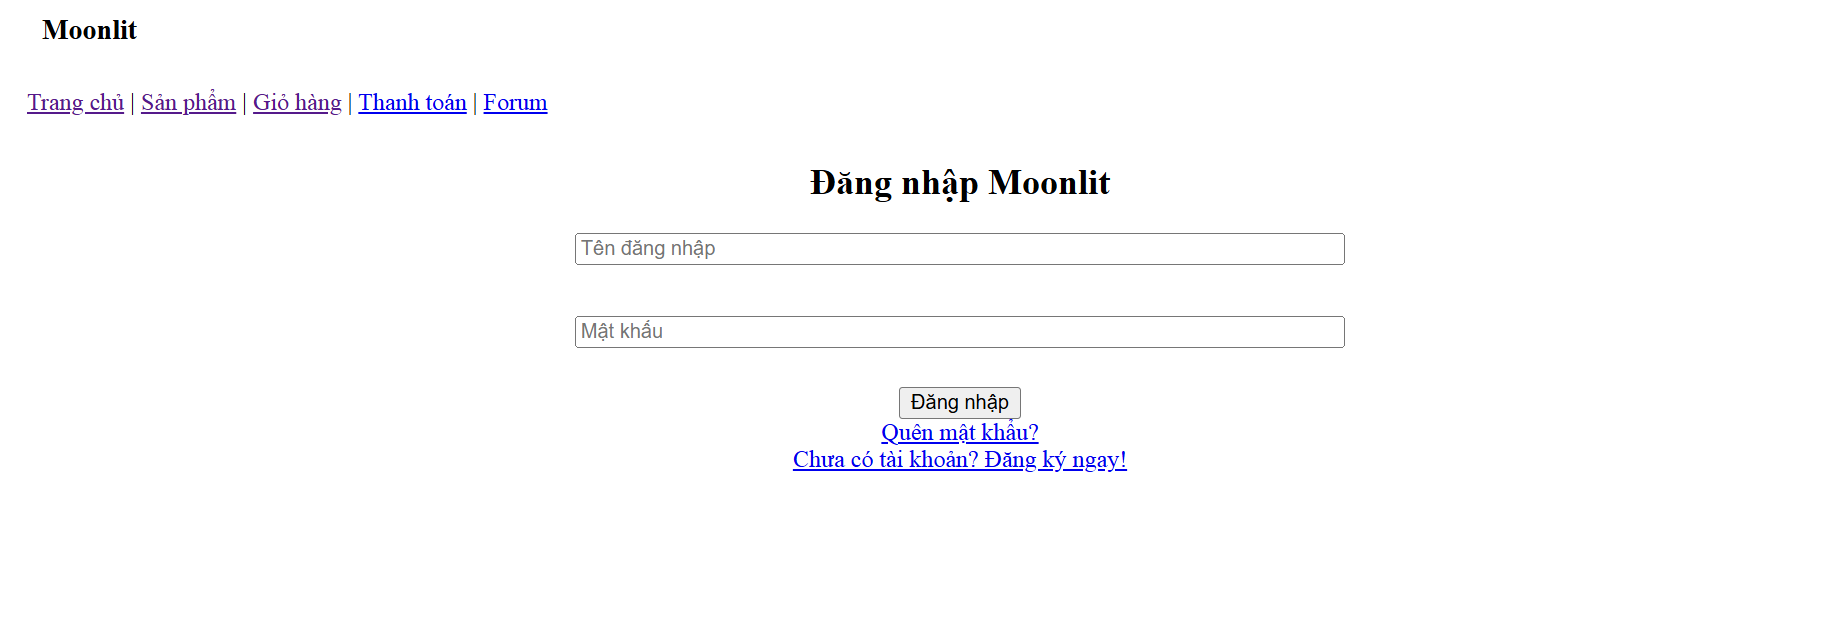 Moonlit
Trang chủ | Sản phẩm | Giỏ hàng | Thanh toán | Forum
Đăng nhập Moonlit
Tên đăng nhập
Mật khẩu
Đăng nhập
Quên mật khẩu?
Chưa có tài khoản? Đăng ký ngay!